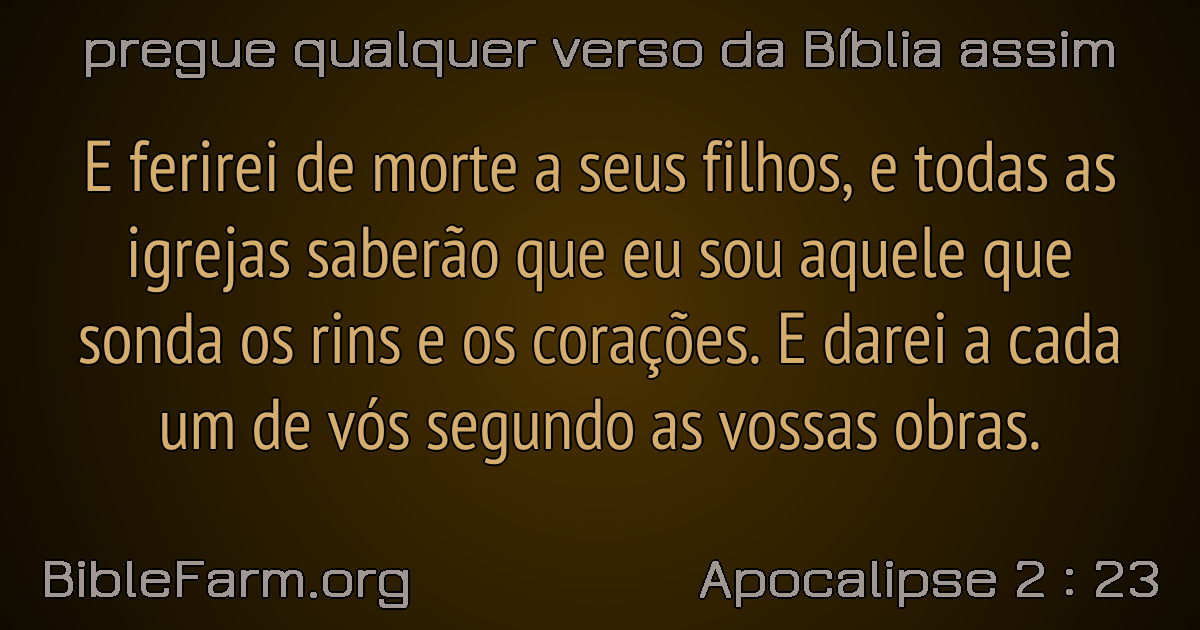 pregue qualquer verso da Bíblia assim
E ferirei de morte a seus filhos, e todas as
igrejas saberão que eu sou aquele que
sonda os rins e os corações. E darei a cada
um de vós segundo as vossas obras.
BibleFarm.org
Apocalipse 2 : 23